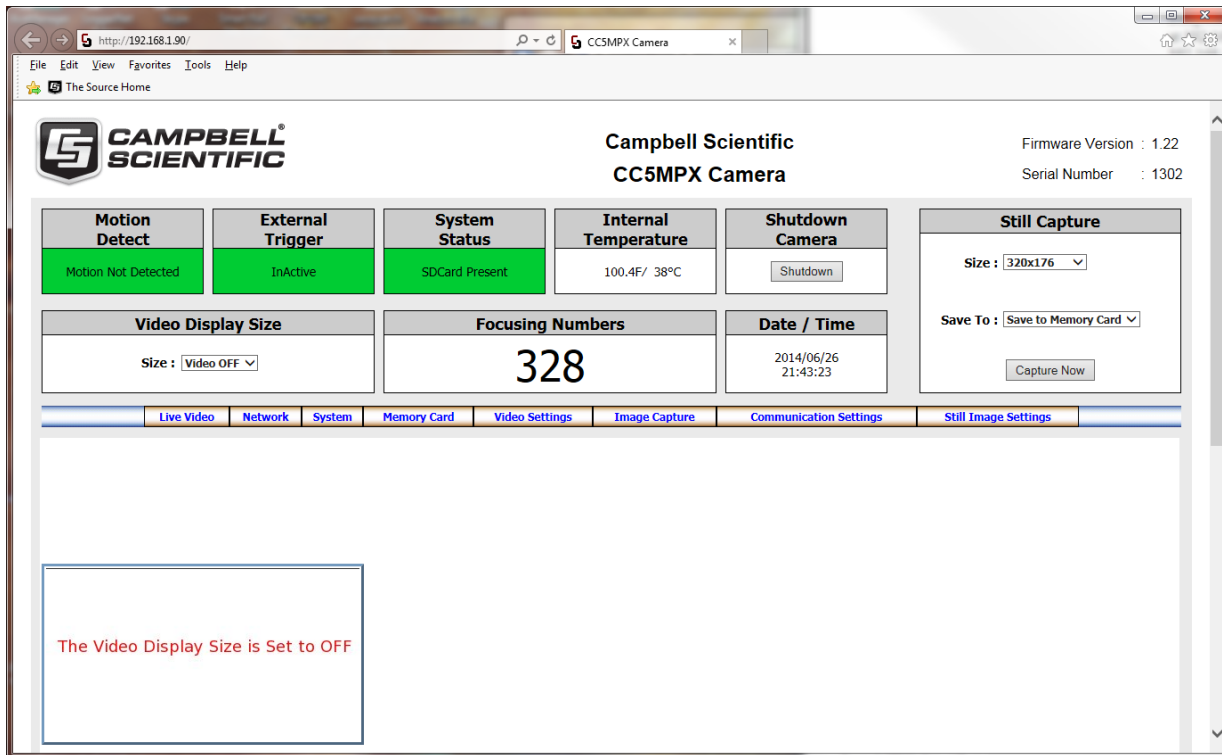 http://192.168.1.90/
CC5MPX Camera
File Edit View Favorites Tools Help
The Source Home
CAMPBELL®
SCIENTIFIC
Campbell Scientific
CC5MPX Camera
Firmware Version : 1.22
Serial Number : 1302
Motion
Detect
Motion Not Detected
External
Trigger
InActive
System
Status
SDCard Present
Internal
Temperature
100.4F/ 38°C
Shutdown
Camera
Shutdown
Still Capture
Size : 320x176
Save To : Save to Memory Card
Capture Now
Video Display Size
Size : Video OFF
Focusing Numbers
328
Date / Time
2014/06/26
21:43:23
Live Video Network System Memory Card Video Settings Image Capture Communication Settings Still Image Settings
The Video Display Size is Set to OFF